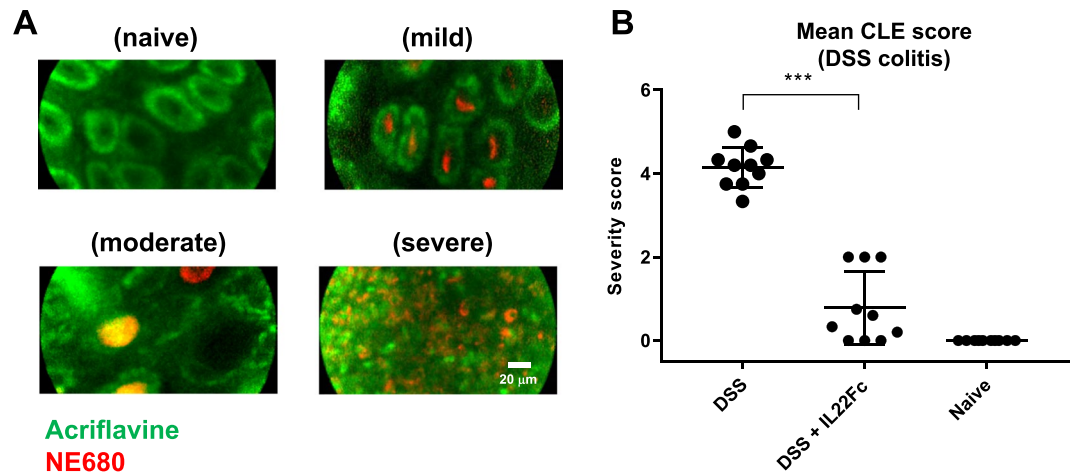 A
(naive)
(mild)
(moderate)
(severe)
20 μm
Acriflavine
NE680
B
Mean CLE score
(DSS colitis)
***
Severity score
6
4
2
0
DSS
DSS + IL22Fc
Naive